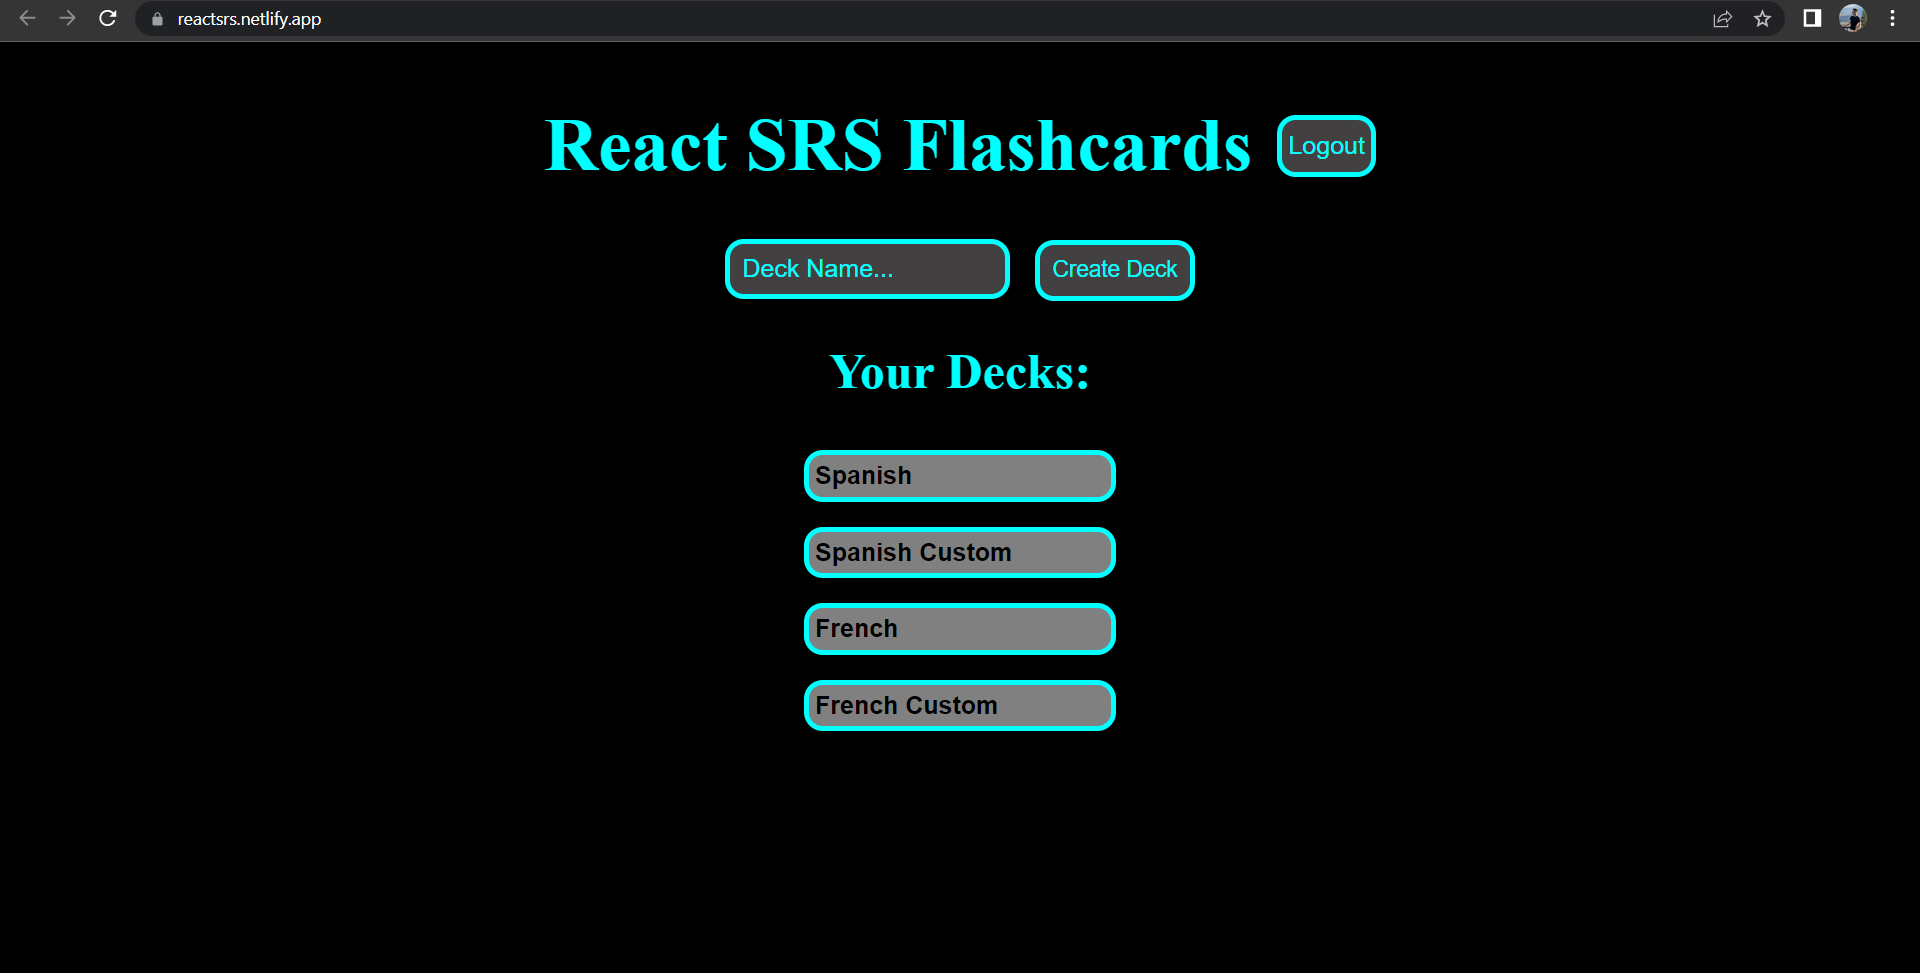 reactsrs.netlify.app
React SRS Flashcards Logout
Deck Name... Create Deck
Your Decks:
Spanish
Spanish Custom
French
French Custom